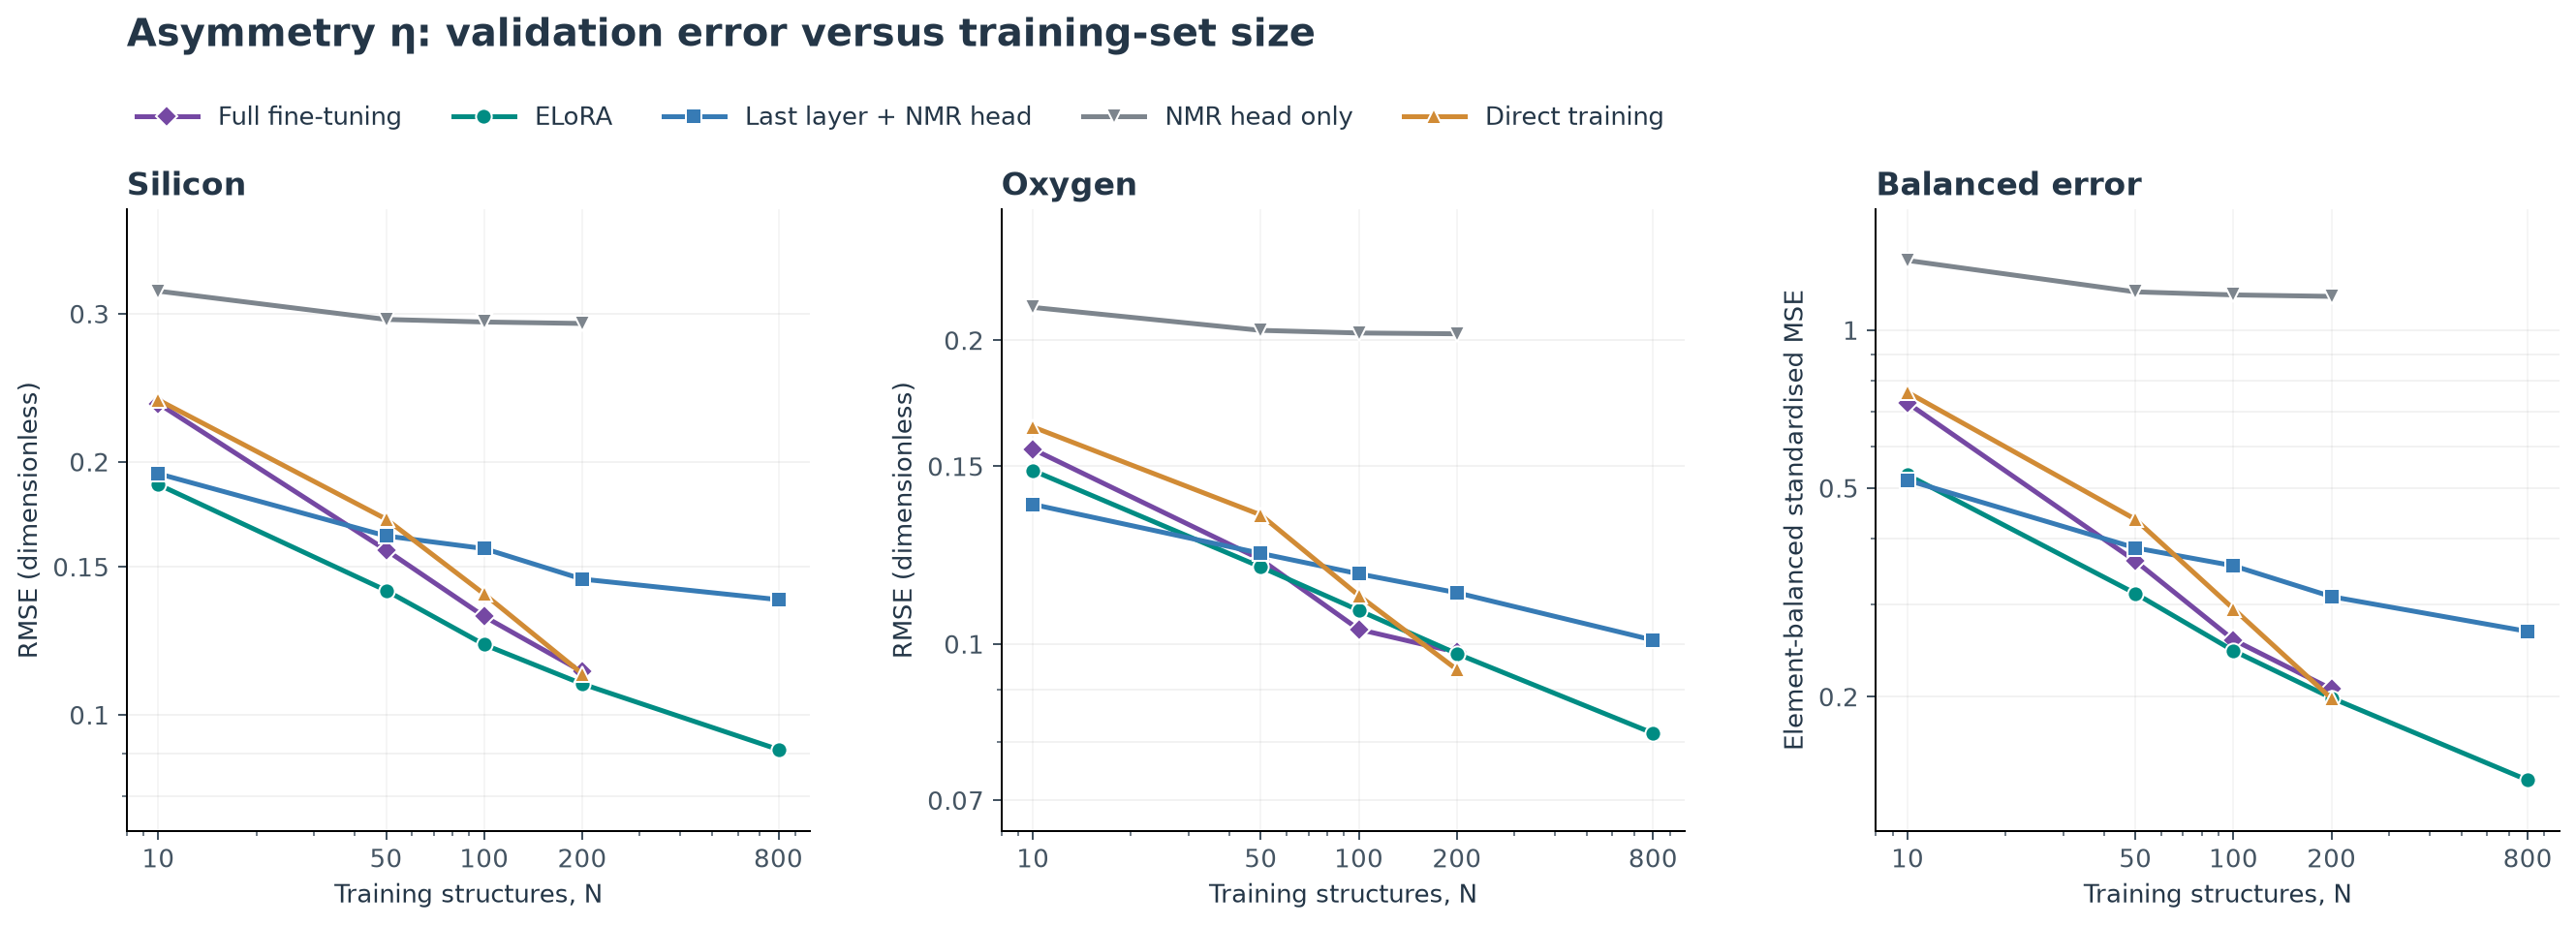 Asymmetry η: validation error versus training-set size
Full fine-tuning
ELoRA
Last layer + NMR head
NMR head only
Direct training
Silicon
RMSE (dimensionless)
0.3
0.2
0.15
0.1
10
50
100
200
800
Training structures, N
Oxygen
RMSE (dimensionless)
0.2
0.15
0.1
0.07
10
50
100
200
800
Training structures, N
Balanced error
Element-balanced standardised MSE
1
0.5
0.2
10
50
100
200
800
Training structures, N